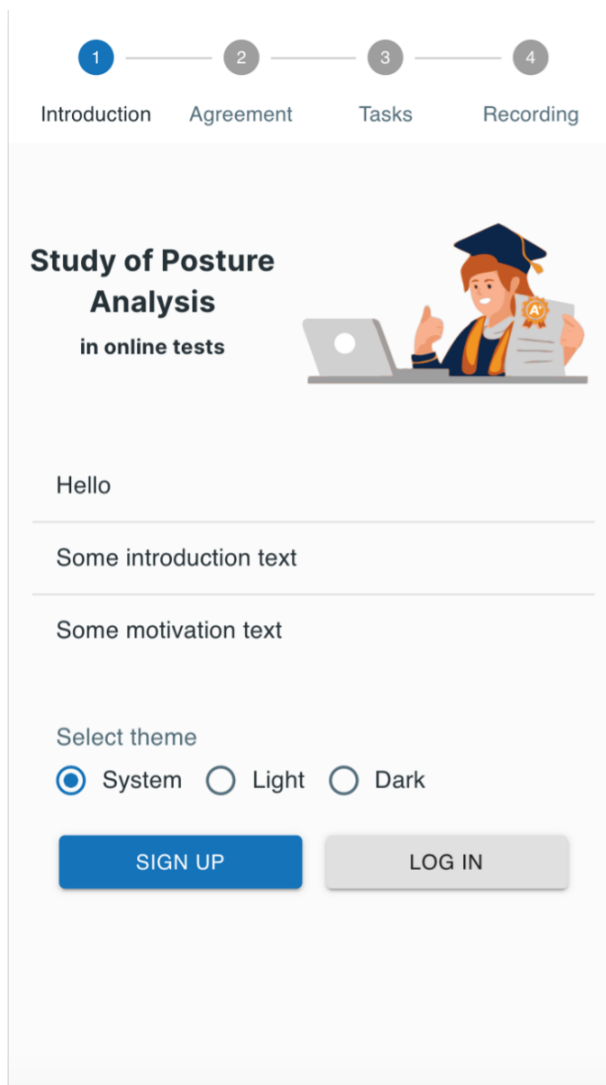 1 2 3 4
Introduction Agreement Tasks Recording
Study of Posture
Analysis
in online tests
A+
Hello
Some introduction text
Some motivation text
Select theme
System Light Dark
SIGN UP LOG IN